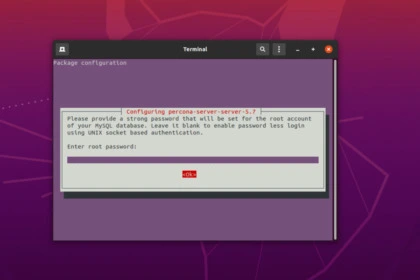 Terminal
Package configuration
Configuring percona-server-server-5.7
Please provide a strong password that will be set for the root account
of your MySQL database. Leave it blank to enable password less login
using UNIX socket based authentication.
Enter root password:
<Ok>